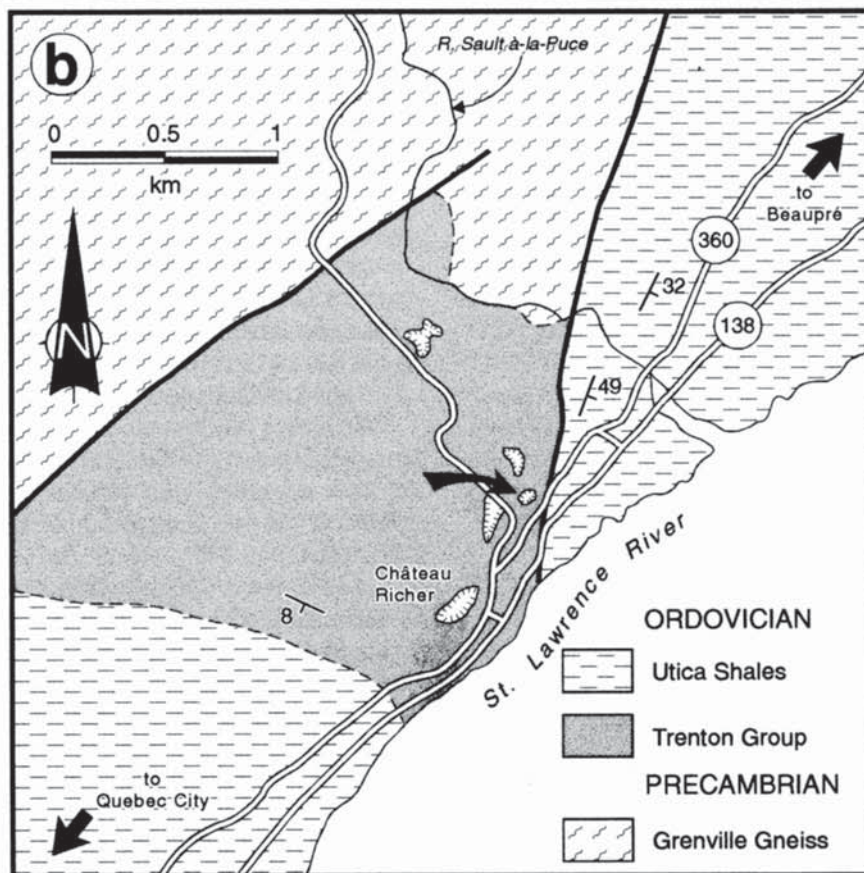 b
R. Sault à-la-Puce
0 0.5 1
km
N
to
Beaupré
360
138
32
49
8
Château
Richer
St. Lawrence River
to
Quebec City
ORDOVICIAN
Utica Shales
Trenton Group
PRECAMBRIAN
Grenville Gneiss